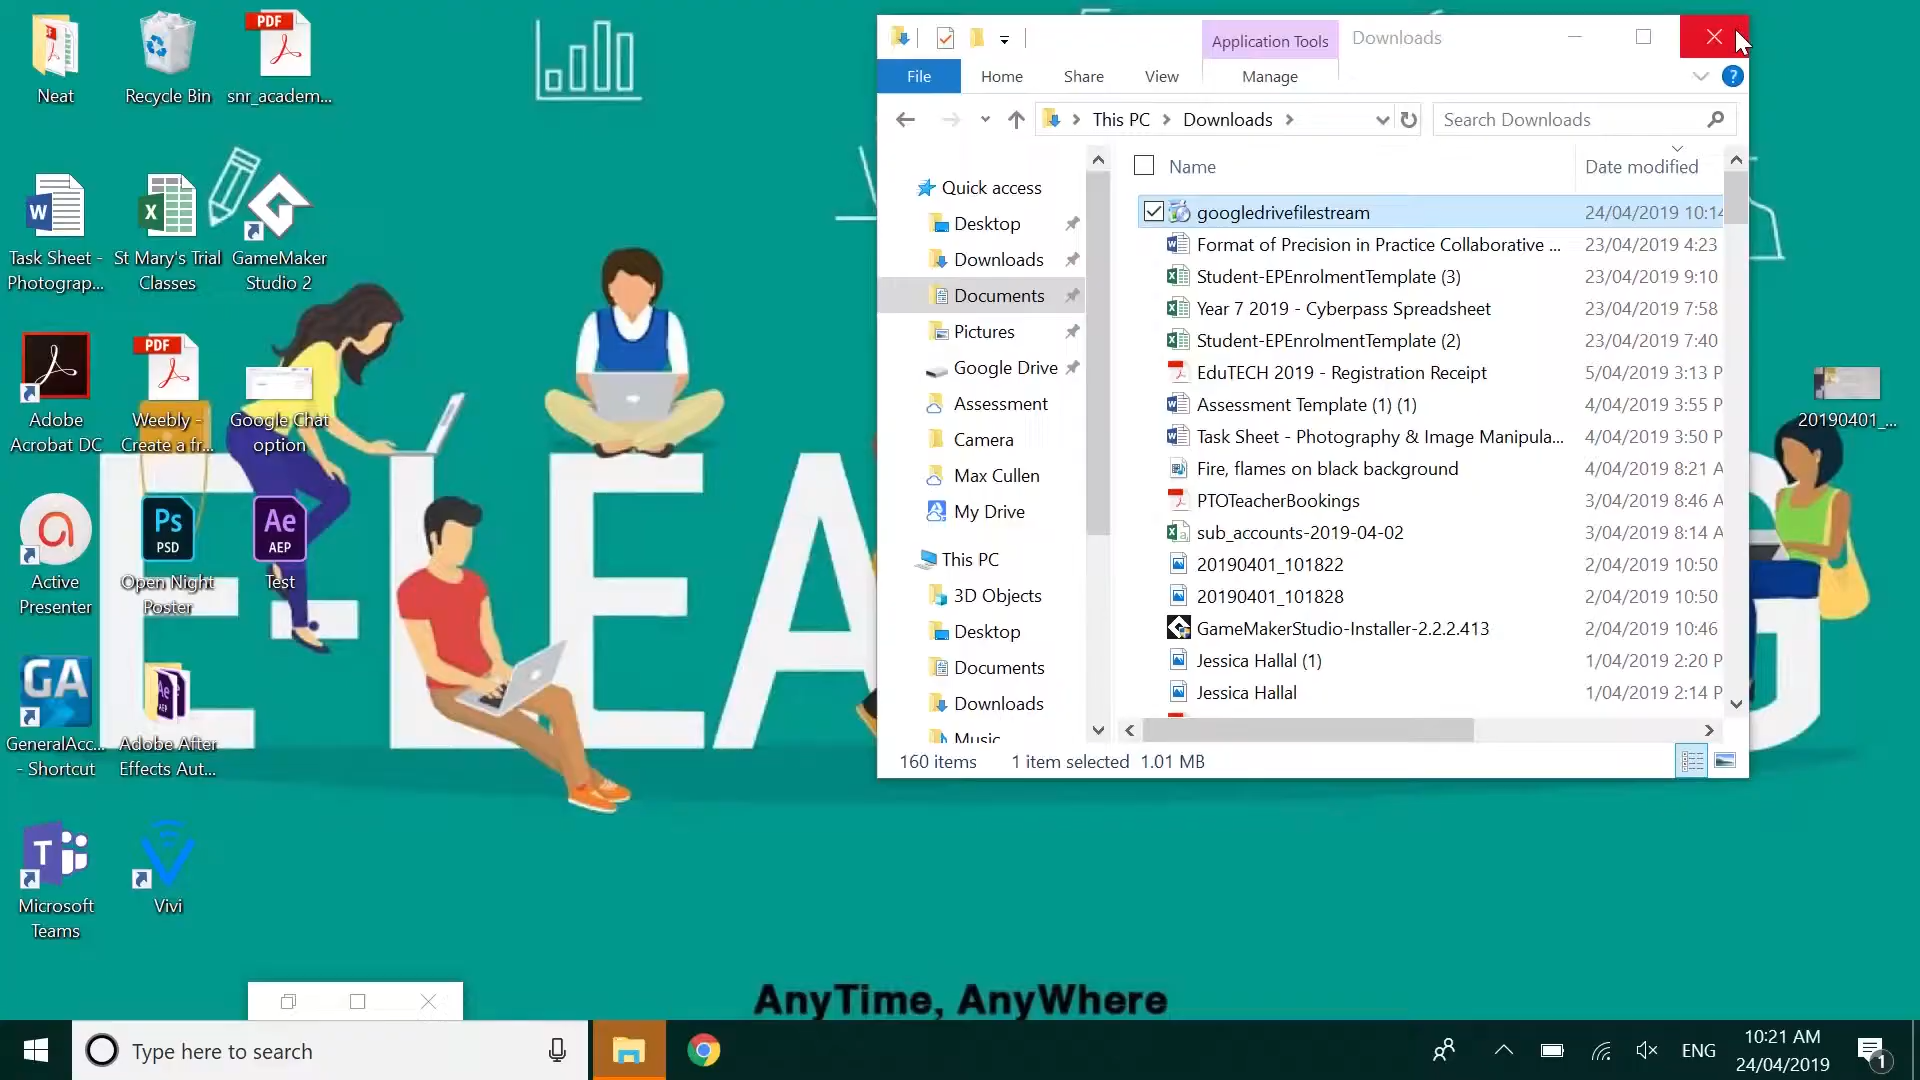 Neat
Recycle Bin
PDF
snr_academ...
Task Sheet -
Photograp...
St Mary's Trial
Classes
GameMaker
Studio 2
Adobe
Acrobat DC
PDF
Weebly -
Create a fr...
Google Chat
option
Active
Presenter
Ps
PSD
Open Night
Poster
Ae
AEP
Test
GA
GeneralAcc...
- Shortcut
Ae
Adobe After
Effects Aut...
T
Microsoft
Teams
Vivi
E-LEA
G
AnyTime, AnyWhere
20190401_...
Application Tools
Downloads
File
Home
Share
View
Manage
?
This PC
Downloads
Search Downloads
Quick access
Desktop
Downloads
Documents
Pictures
Google Drive
Assessment
Camera
Max Cullen
My Drive
This PC
3D Objects
Desktop
Documents
Downloads
Music
Name Date modified
googledrivefilestream 24/04/2019 10:14
Format of Precision in Practice Collaborative ... 23/04/2019 4:23
Student-EPEnrolmentTemplate (3) 23/04/2019 9:10
Year 7 2019 - Cyberpass Spreadsheet 23/04/2019 7:58
Student-EPEnrolmentTemplate (2) 23/04/2019 7:40
EduTECH 2019 - Registration Receipt 5/04/2019 3:13 P
Assessment Template (1) (1) 4/04/2019 3:55 P
Task Sheet - Photography & Image Manipula... 4/04/2019 3:50 P
Fire, flames on black background 4/04/2019 8:21 A
PTOTeacherBookings 3/04/2019 8:46 A
sub_accounts-2019-04-02 3/04/2019 8:14 A
20190401_101822 2/04/2019 10:50
20190401_101828 2/04/2019 10:50
GameMakerStudio-Installer-2.2.2.413 2/04/2019 10:46
Jessica Hallal (1) 1/04/2019 2:20 P
Jessica Hallal 1/04/2019 2:14 P
160 items 1 item selected 1.01 MB
Type here to search
ENG
10:21 AM
24/04/2019
1